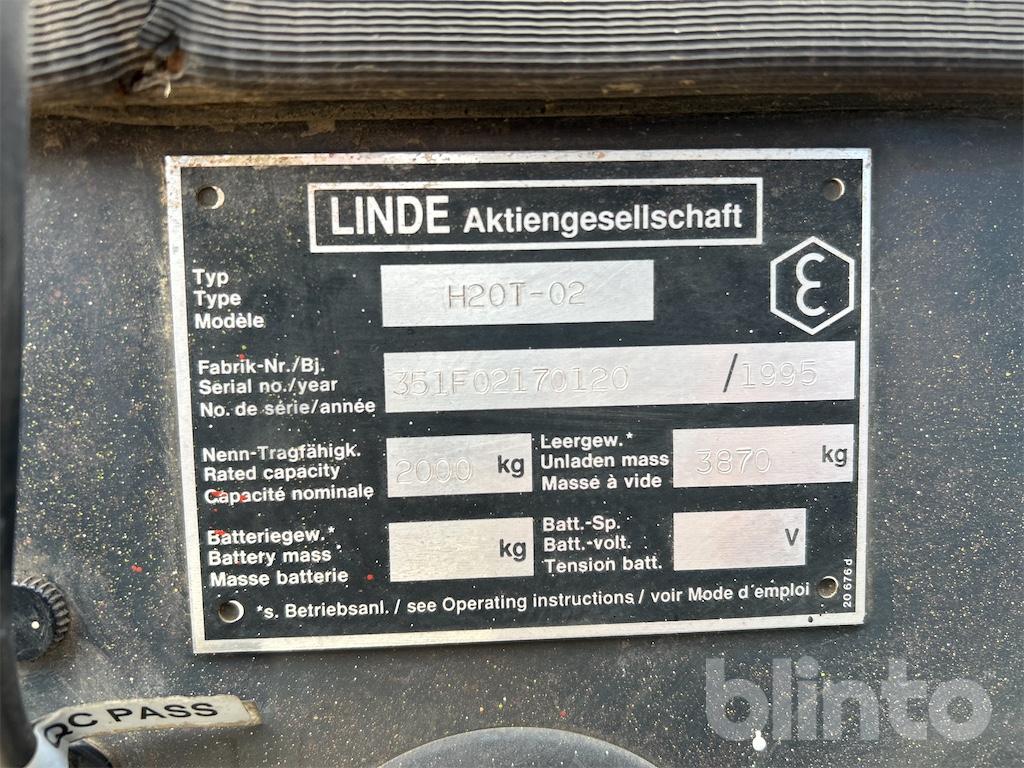 LINDE Aktiengesellschaft
Typ
Type
Modèle
H20T-02
Fabrik-Nr./Bj.
Serial no./year
No. de série/année
351F02170120 /1995
Nenn-Tragfähigk.
Rated capacity
Capacité nominale
2000 kg
Leergew.*
Unladen mass
Masse à vide
3870 kg
Batteriegew.*
Battery mass
Masse batterie
kg
Batt.-Sp.
Batt.-volt.
Tension batt.
V
*s. Betriebsanl. / see Operating instructions / voir Mode d'emploi
20 676 d
QC PASS
blinto